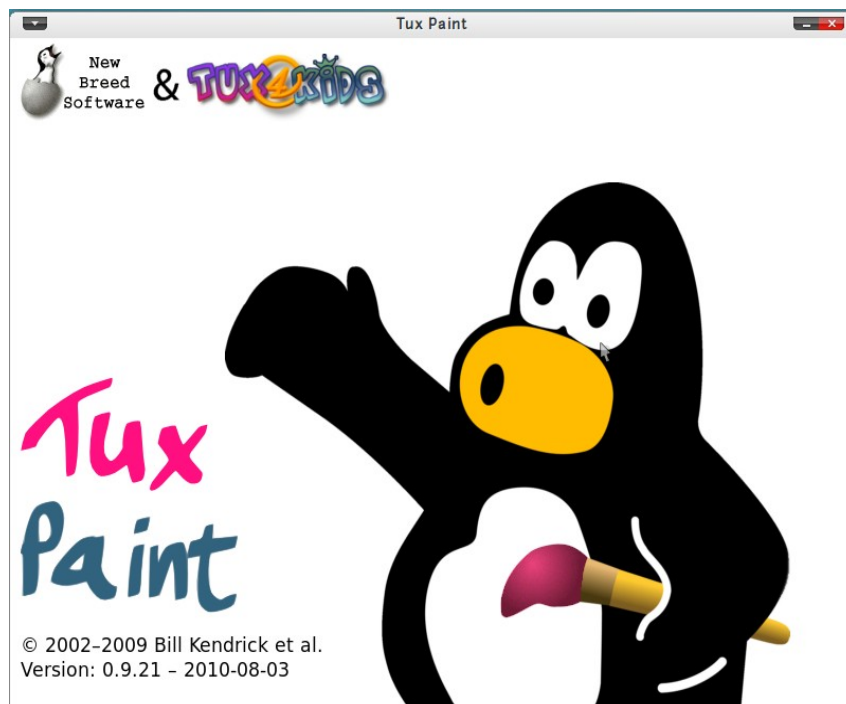 Tux Paint
New
Breed
Software
&
TUX4KIDS
Tux
Paint
© 2002–2009 Bill Kendrick et al.
Version: 0.9.21 – 2010-08-03